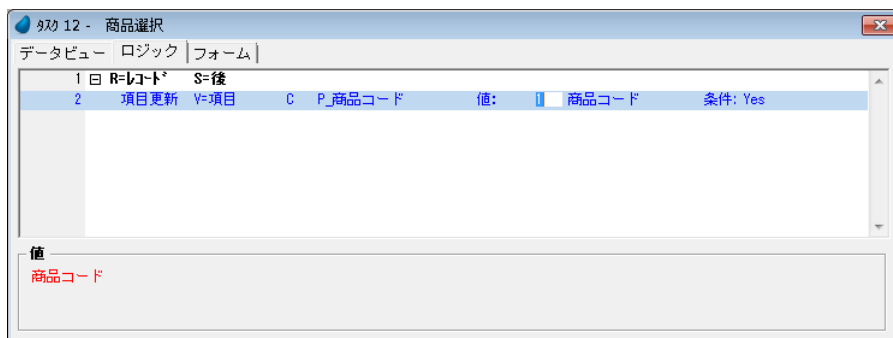 タスク 12 - 商品選択
データビュー ロジック フォーム
1 R=レコード S=後
2 項目更新 V=項目 C P_商品コード 値: 1 商品コード 条件: Yes
値
商品コード